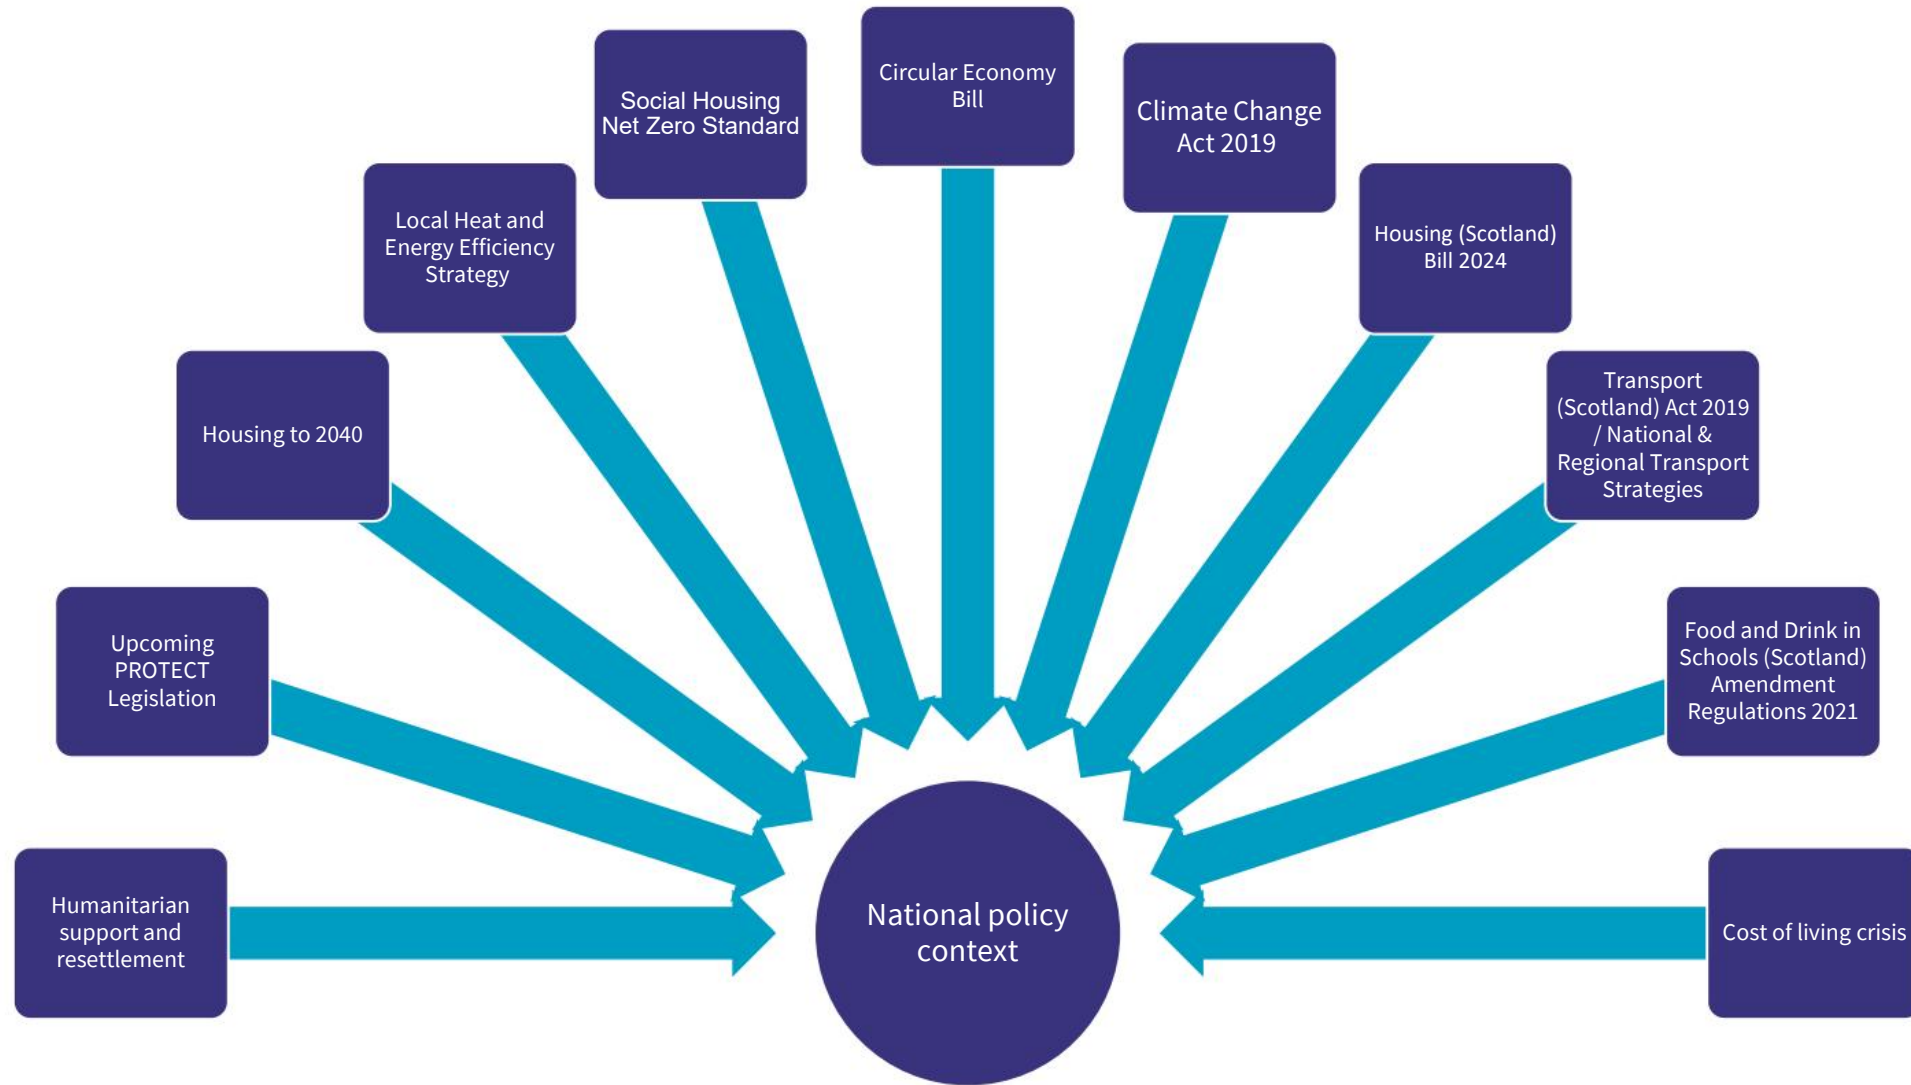 Circular Economy
Bill
Social Housing
Net Zero Standard
Climate Change
Act 2019
Local Heat and
Energy Efficiency
Strategy
Housing (Scotland)
Bill 2024
Housing to 2040
Transport
(Scotland) Act 2019
/ National &
Regional Transport
Strategies
Upcoming
PROTECT
Legislation
Food and Drink in
Schools (Scotland)
Amendment
Regulations 2021
Humanitarian
support and
resettlement
National policy
context
Cost of living crisis